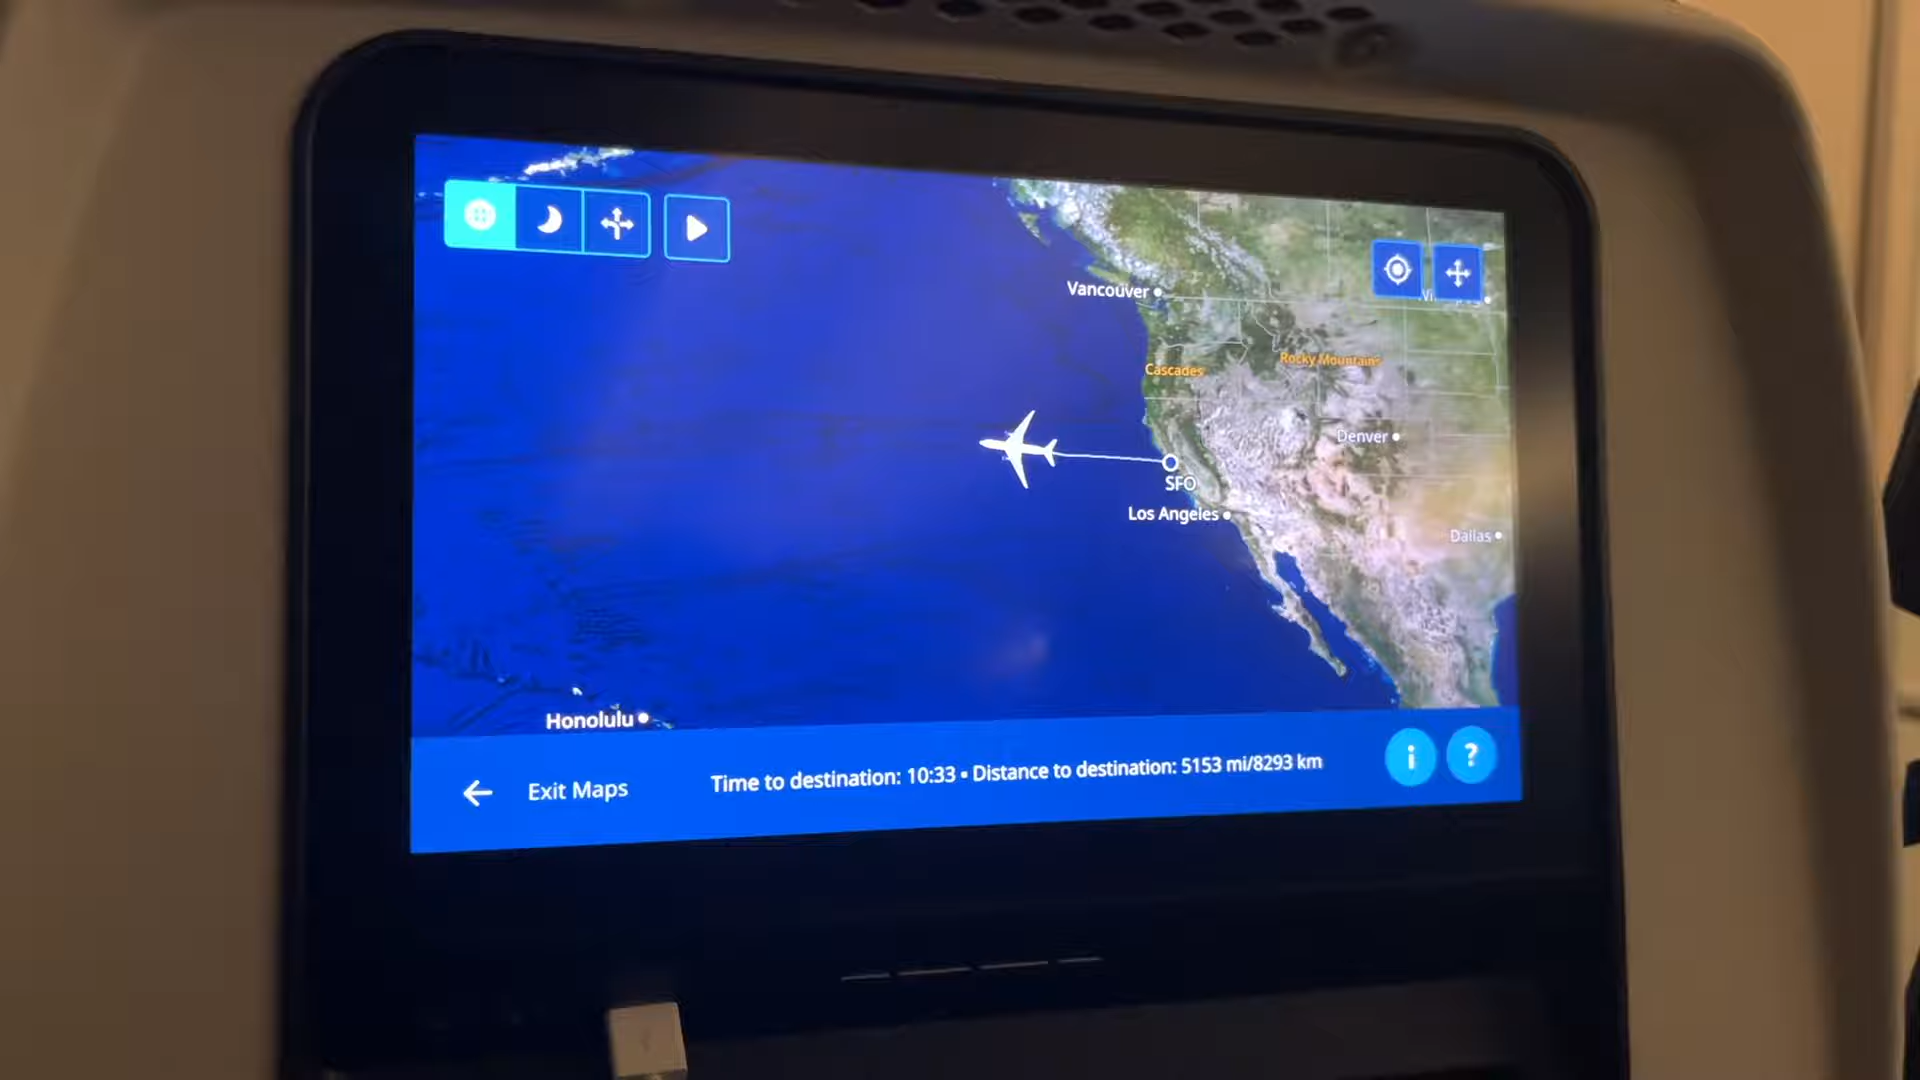 Vancouver
Cascades
Rocky Mountains
Denver
SFO
Los Angeles
Dallas
Honolulu
Exit Maps
Time to destination: 10:33 • Distance to destination: 5153 mi/8293 km
i
?